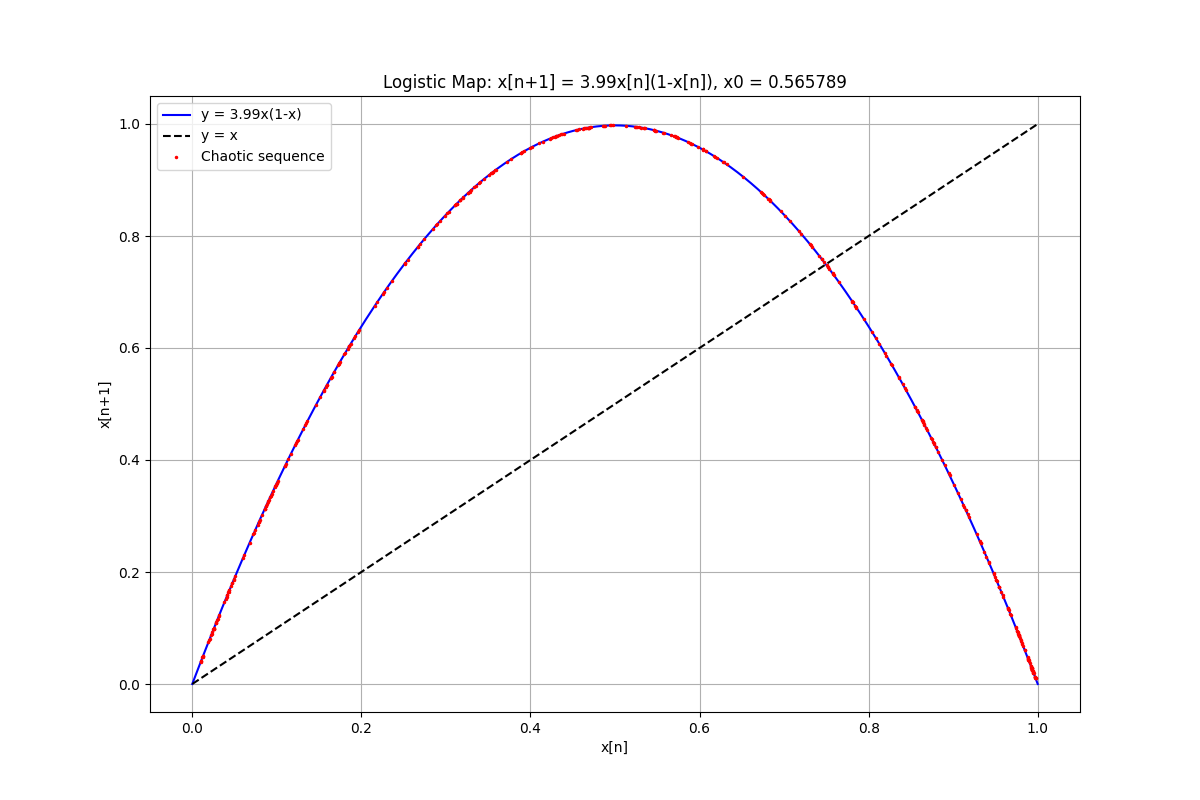 Logistic Map: x[n+1] = 3.99x[n](1-x[n]), x0 = 0.565789
y = 3.99x(1-x)
y = x
Chaotic sequence
x[n+1]
1.0
0.8
0.6
0.4
0.2
0.0
0.0 0.2 0.4 0.6 0.8 1.0
x[n]